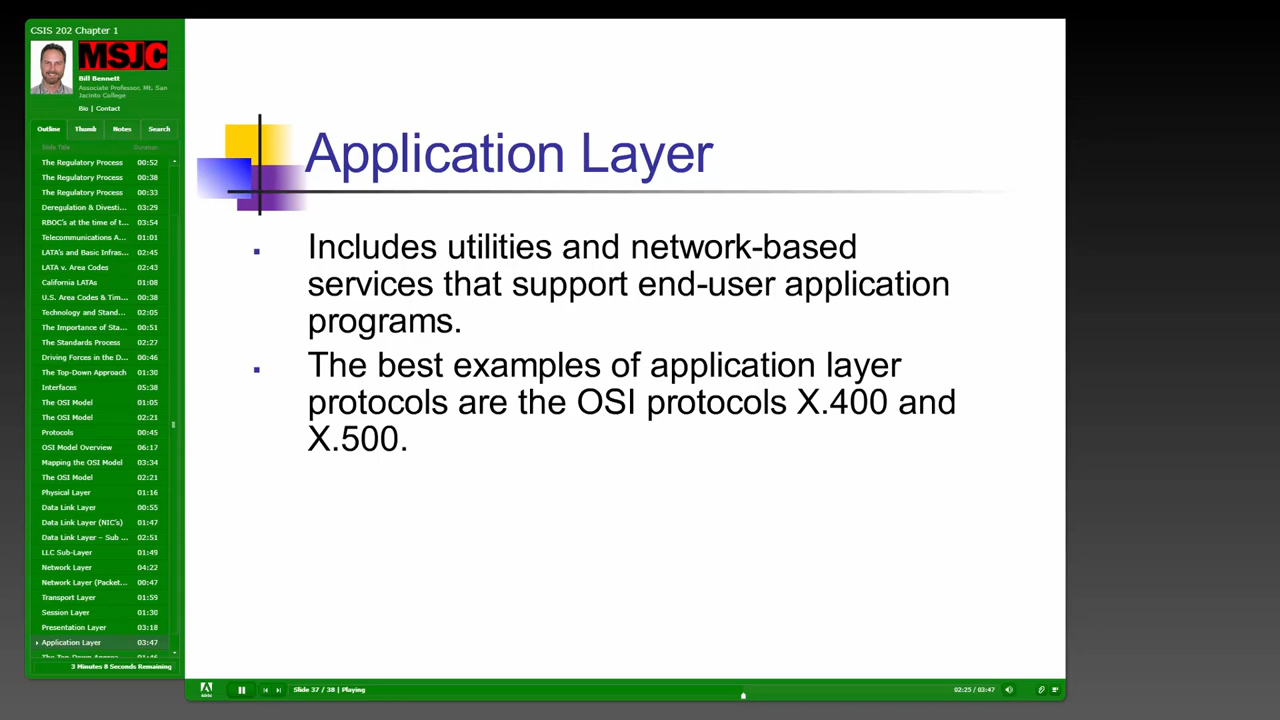 CSIS 202 Chapter 1
MSJC
Bill Bennett
Associate Professor, Mt. San
Jacinto College
Bio | Contact
Outline Thumb Notes Search
Slide Title Duration
The Regulatory Process 00:52
The Regulatory Process 00:38
The Regulatory Process 00:33
Deregulation & Divesti... 03:29
RBOC's at the time of t... 03:54
Telecommunications A... 01:01
LATA's and Basic Infras... 02:45
LATA v. Area Codes 02:43
California LATAs 01:08
U.S. Area Codes & Tim... 00:38
Technology and Stand... 02:05
The Importance of Sta... 00:51
The Standards Process 02:27
Driving Forces in the D... 00:46
The Top-Down Approach 01:30
Interfaces 05:38
The OSI Model 01:05
The OSI Model 02:21
Protocols 00:45
OSI Model Overview 06:17
Mapping the OSI Model 03:34
The OSI Model 02:21
Physical Layer 01:16
Data Link Layer 00:55
Data Link Layer (NIC's) 01:47
Data Link Layer – Sub ... 02:51
LLC Sub-Layer 01:49
Network Layer 04:22
Network Layer (Packet... 00:47
Transport Layer 01:59
Session Layer 01:30
Presentation Layer 03:18
Application Layer 03:47
3 Minutes 8 Seconds Remaining
Application Layer
Includes utilities and network-based
services that support end-user application
programs.
The best examples of application layer
protocols are the OSI protocols X.400 and
X.500.
Slide 37 / 38 | Playing
02:25 / 03:47